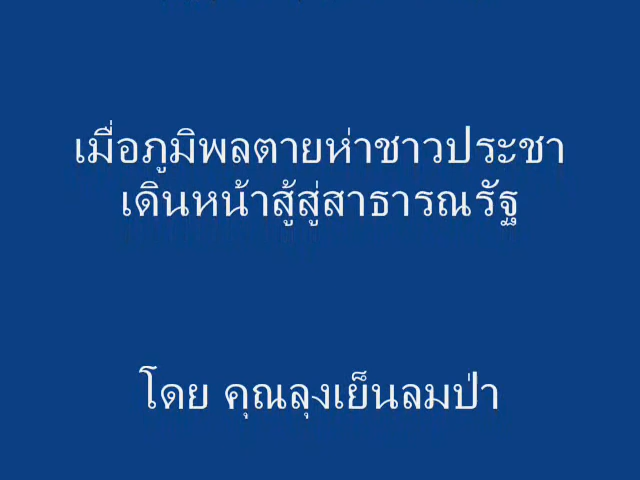 เมื่อภูมิพลตายห่าชาวประชา
เดินหน้าสู้สู่สาธารณรัฐ
โดย คุณลุงเย็นลมป่า